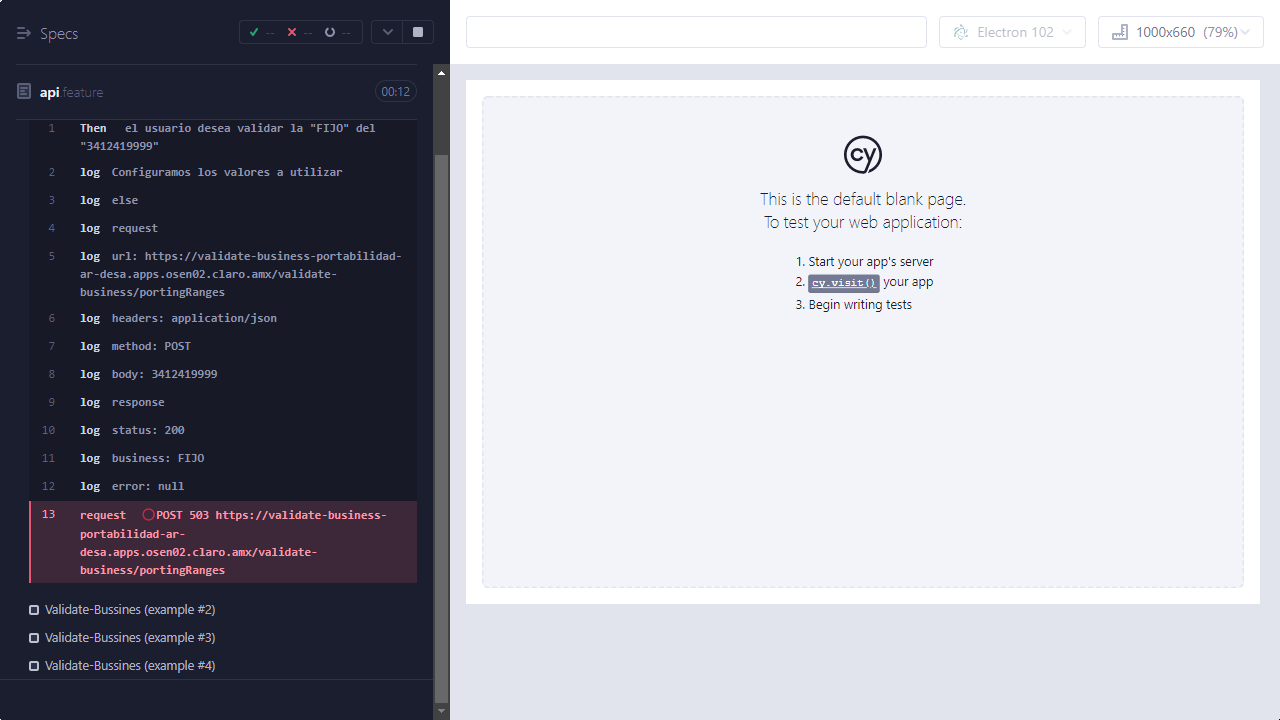 Specs
-- -- --
api.feature
00:12
1 Then el usuario desea validar la "FIJO" del
"3412419999"
2 log Configuramos los valores a utilizar
3 log else
4 log request
5 log url: https://validate-business-portabilidad-
ar-desa.apps.osen02.claro.amx/validate-
business/portingRanges
6 log headers: application/json
7 log method: POST
8 log body: 3412419999
9 log response
10 log status: 200
11 log business: FIJO
12 log error: null
13 request POST 503 https://validate-business-
portabilidad-ar-
desa.apps.osen02.claro.amx/validate-
business/portingRanges
Validate-Bussines (example #2)
Validate-Bussines (example #3)
Validate-Bussines (example #4)
Electron 102
1000x660 (79%)
cy
This is the default blank page.
To test your web application:
1. Start your app's server
2. cy.visit() your app
3. Begin writing tests